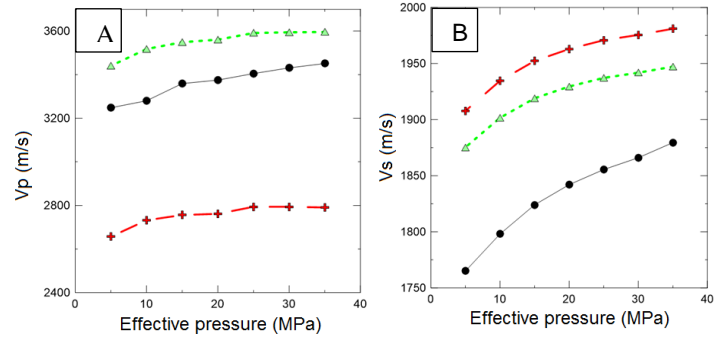 A
3600
3200
2800
2400
Vp (m/s)
0 10 20 30 40
Effective pressure (MPa)
B
2000
1950
1900
1850
1800
1750
Vs (m/s)
0 10 20 30 40
Effective pressure (MPa)